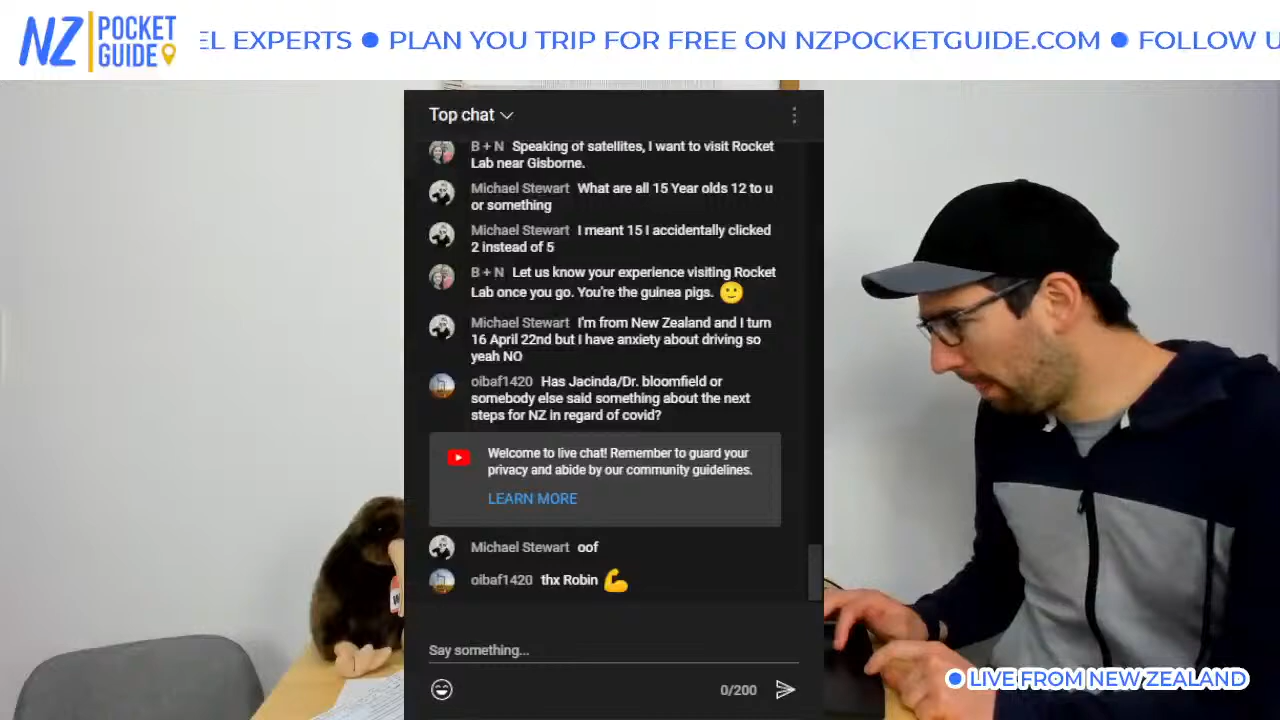 NZ POCKET GUIDE
EL EXPERTS ● PLAN YOU TRIP FOR FREE ON NZPOCKETGUIDE.COM ● FOLLOW U
Top chat
B + N Speaking of satellites, I want to visit Rocket
Lab near Gisborne.
Michael Stewart What are all 15 Year olds 12 to u
or something
Michael Stewart I meant 15 I accidentally clicked
2 instead of 5
B + N Let us know your experience visiting Rocket
Lab once you go. You're the guinea pigs. 🙂
Michael Stewart I'm from New Zealand and I turn
16 April 22nd but I have anxiety about driving so
yeah NO
oibaf1420 Has Jacinda/Dr. bloomfield or
somebody else said something about the next
steps for NZ in regard of covid?
Welcome to live chat! Remember to guard your
privacy and abide by our community guidelines.
LEARN MORE
Michael Stewart oof
oibaf1420 thx Robin 💪
Say something...
0/200
● LIVE FROM NEW ZEALAND